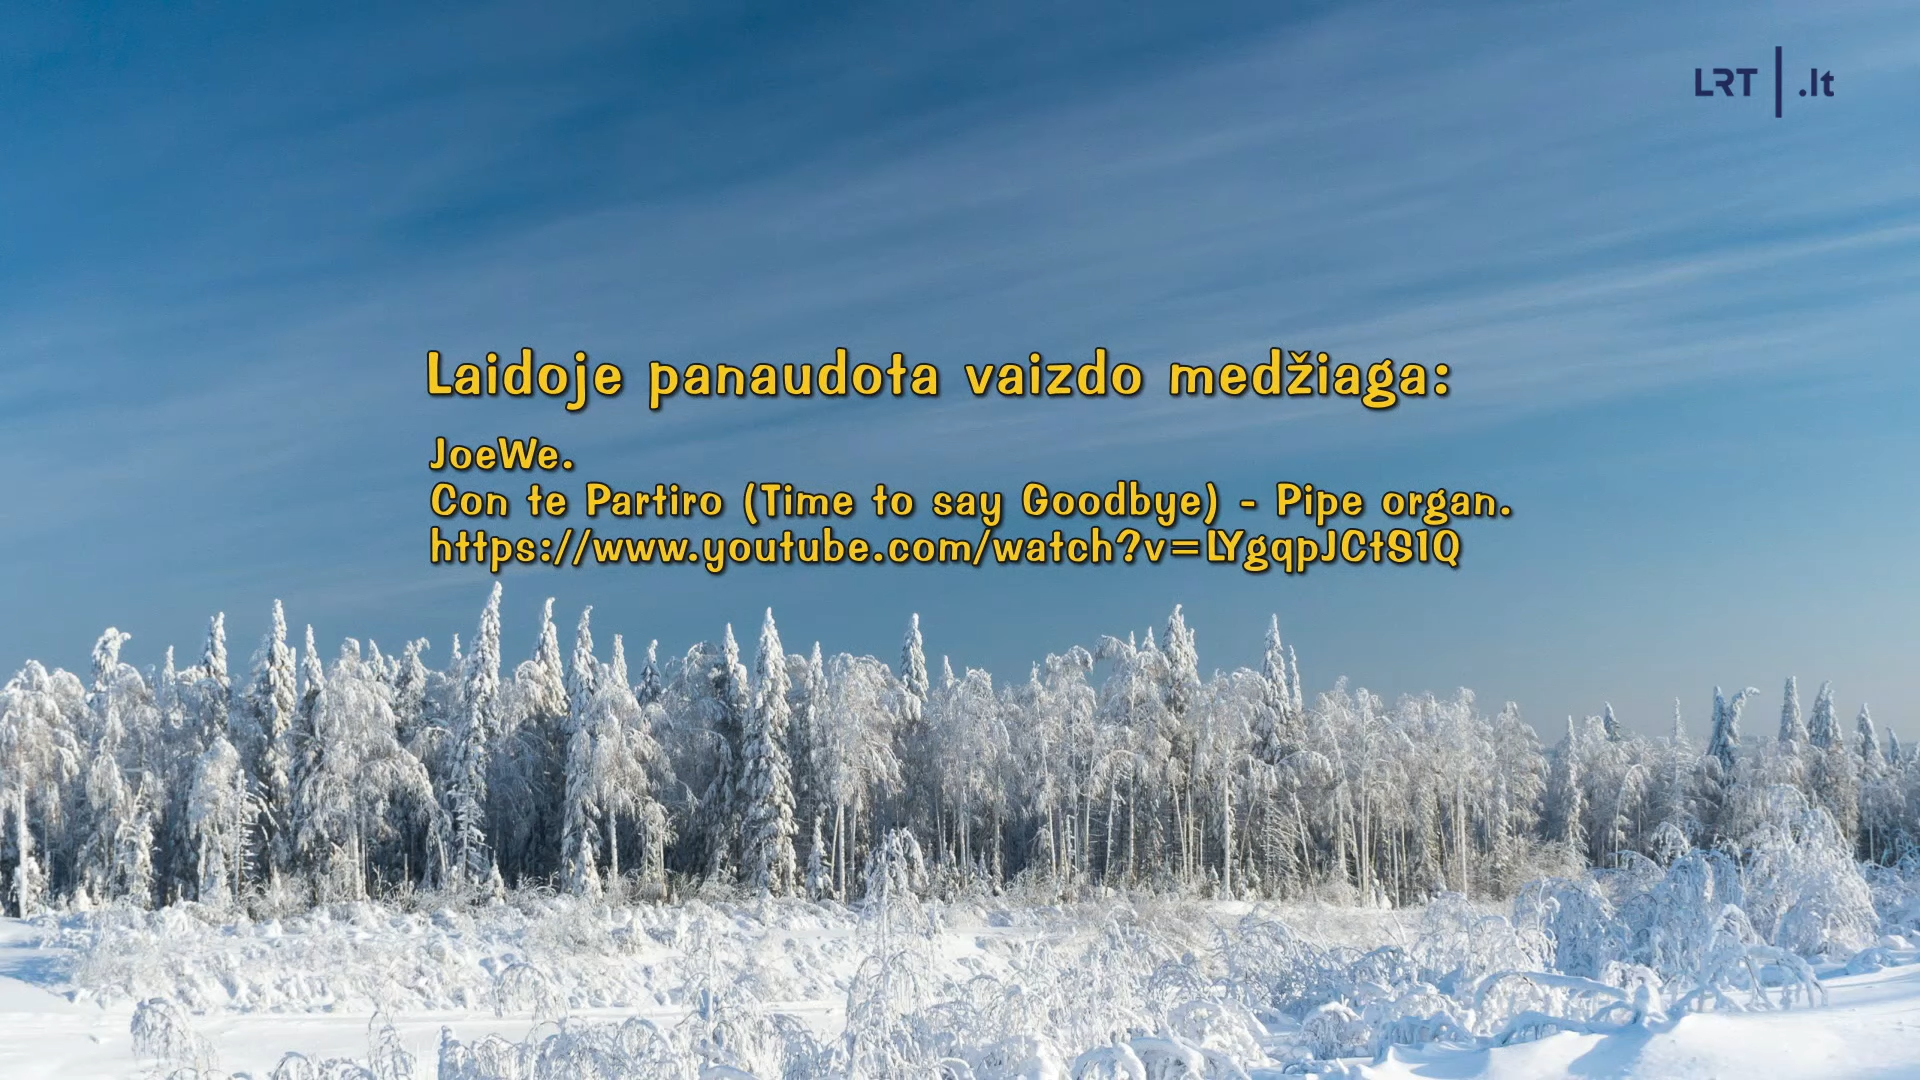 LRT | .lt
Laidoje panaudota vaizdo medžiaga:
JoeWe.
Con te Partiro (Time to say Goodbye) - Pipe organ.
https://www.youtube.com/watch?v=LYgqpJCtS1Q